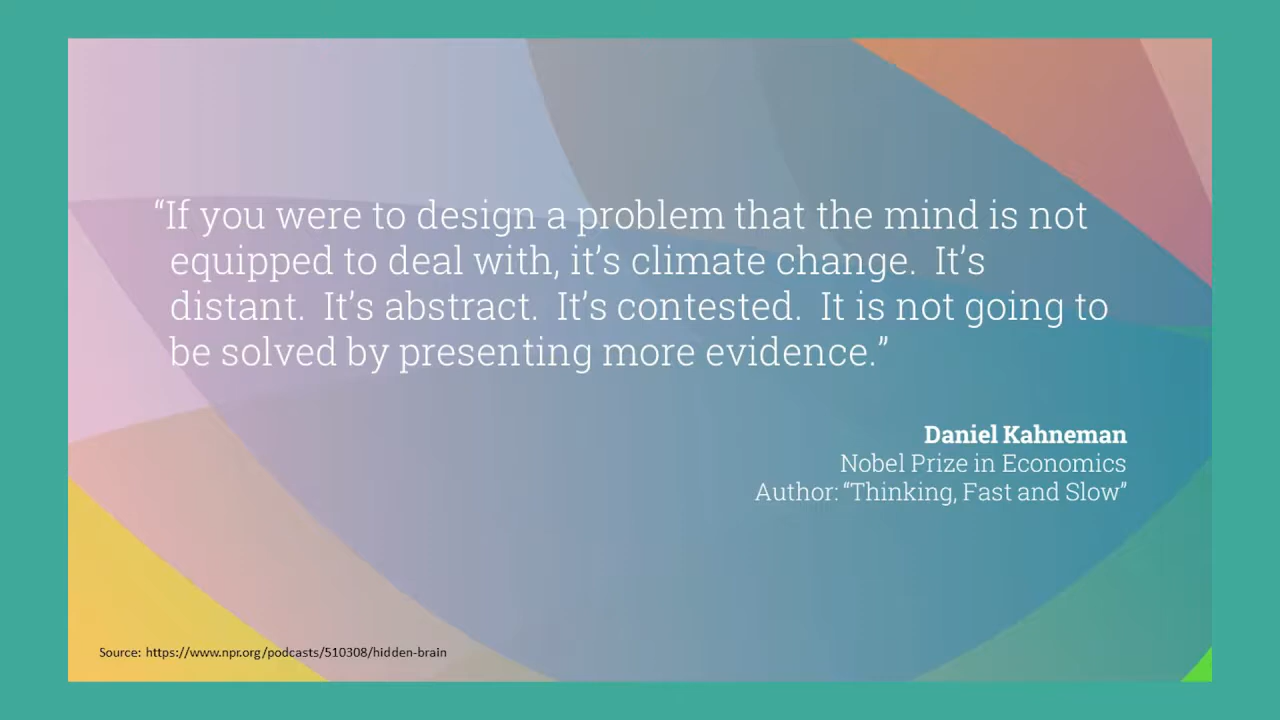 “If you were to design a problem that the mind is not
equipped to deal with, it’s climate change.  It’s
distant.  It’s abstract.  It’s contested.  It is not going to
be solved by presenting more evidence.”
Daniel Kahneman
Nobel Prize in Economics
Author: “Thinking, Fast and Slow”
Source: https://www.npr.org/podcasts/510308/hidden-brain